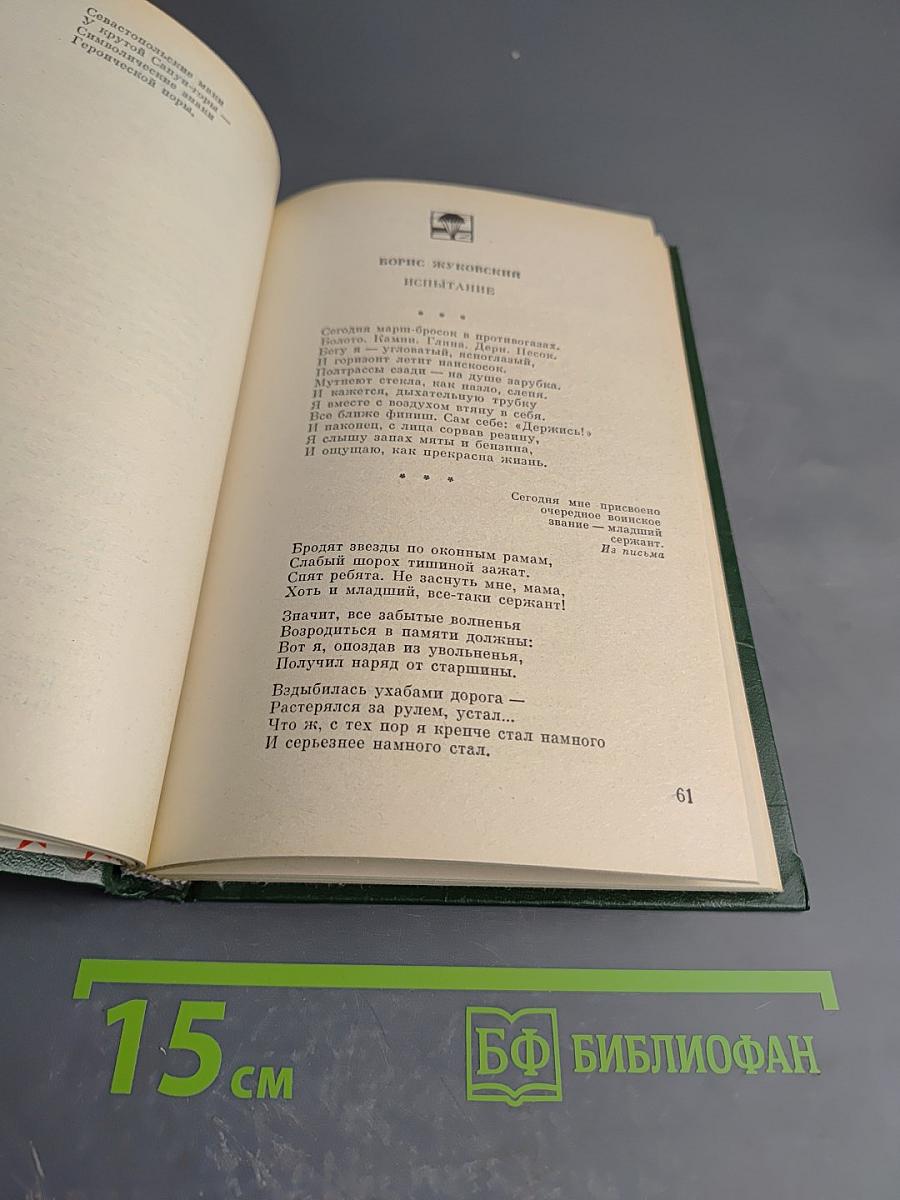 Севастопольские маки
У крутой Сапун-горы —
Символические знаки
Героической поры.
БОРИС ЖУКОВСКИЙ
ИСПЫТАНИЕ
* * *
Сегодня марш-бросок в противогазах.
Болото. Камни. Глина. Дерн. Песок.
Бегу я — угловатый, ясноглазый,
И горизонт летит наискосок.
Полтрассы сзади — на душе зарубка.
Мутнеют стекла, как назло, слепя.
И кажется, дыхательную трубку
Я вместе с воздухом втяну в себя.
Все ближе финиш. Сам себе: «Держись!»
И наконец, с лица сорвав резину,
Я слышу запах мяты и бензина,
И ощущаю, как прекрасна жизнь.
* * *
Сегодня мне присвоено
очередное воинское
звание — младший
сержант.
Из письма
Бродят звезды по оконным рамам,
Слабый шорох тишиной зажат.
Спят ребята. Не заснуть мне, мама,
Хоть и младший, все-таки сержант!
Значит, все забытые волненья
Возродиться в памяти должны:
Вот я, опоздав из увольненья,
Получил наряд от старшины.
Вздыбилась ухабами дорога —
Растерялся за рулем, устал...
Что ж, с тех пор я крепче стал намного
И серьезнее намного стал.
61
15 см
БФ БИБЛИОФАН